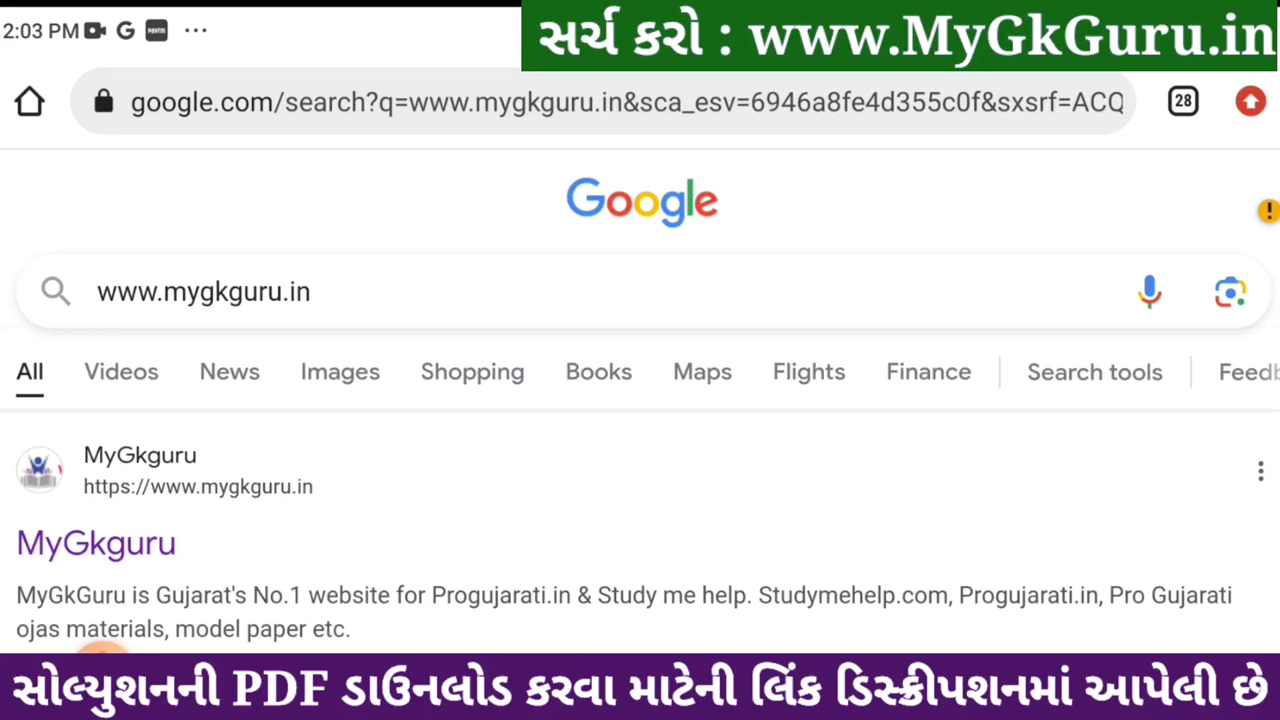 2:03 PM G Paytm ...
સર્ચ કરો : www.MyGkGuru.in
google.com/search?q=www.mygkguru.in&sca_esv=6946a8fe4d355c0f&sxsrf=ACQ
28
Google
www.mygkguru.in
All Videos News Images Shopping Books Maps Flights Finance Search tools Feedb
MyGkguru
https://www.mygkguru.in
MyGkguru
MyGkGuru is Gujarat's No.1 website for Progujarati.in & Study me help. Studymehelp.com, Progujarati.in, Pro Gujarati
ojas materials, model paper etc.
સોલ્યુશનની PDF ડાઉનલોડ કરવા માટેની લિંક ડિસ્ક્રીપશનમાં આપેલી છે